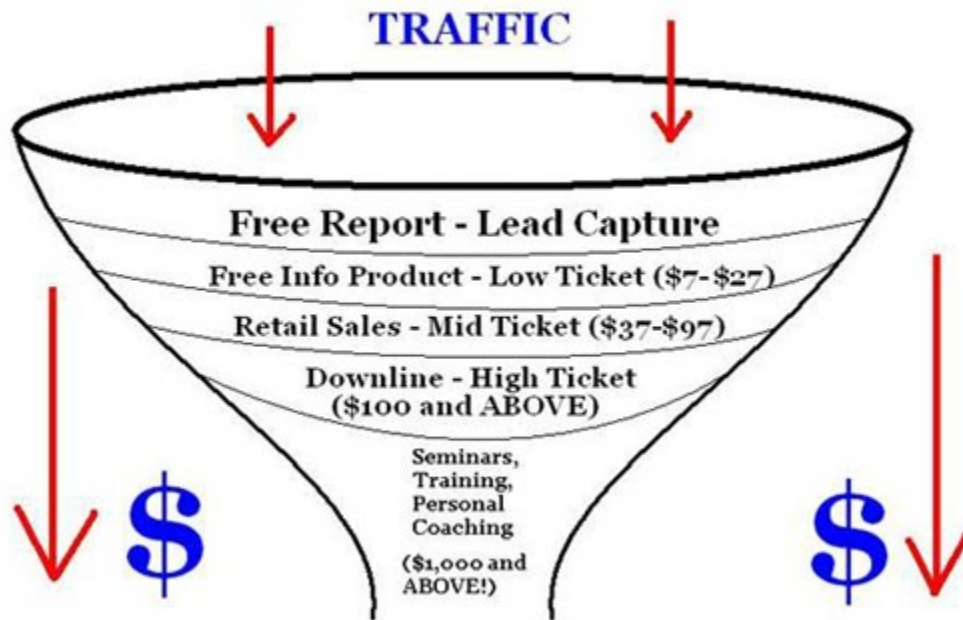 TRAFFIC
Free Report - Lead Capture
Free Info Product - Low Ticket ($7-$27)
Retail Sales - Mid Ticket ($37-$97)
Downline - High Ticket
($100 and ABOVE)
Seminars,
Training,
Personal
Coaching
($1,000 and
ABOVE!)
$
$